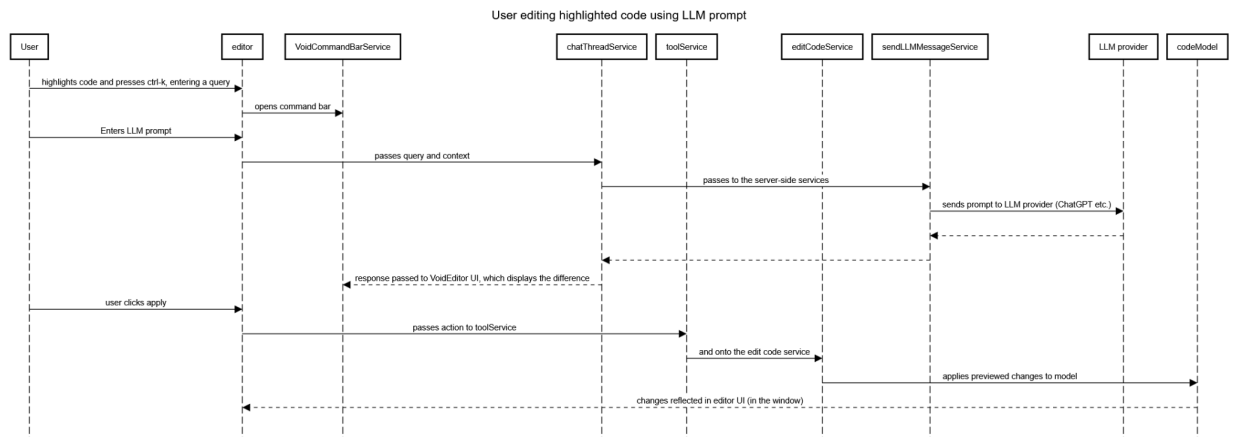 User editing highlighted code using LLM prompt
User
editor
VoidCommandBarService
chatThreadService
toolService
editCodeService
sendLLMMessageService
LLM provider
codeModel
highlights code and presses ctrl-k, entering a query
opens command bar
Enters LLM prompt
passes query and context
passes to the server-side services
sends prompt to LLM provider (ChatGPT etc.)
response passed to VoidEditor UI, which displays the difference
user clicks apply
passes action to toolService
and onto the edit code service
applies previewed changes to model
changes reflected in editor UI (in the window)